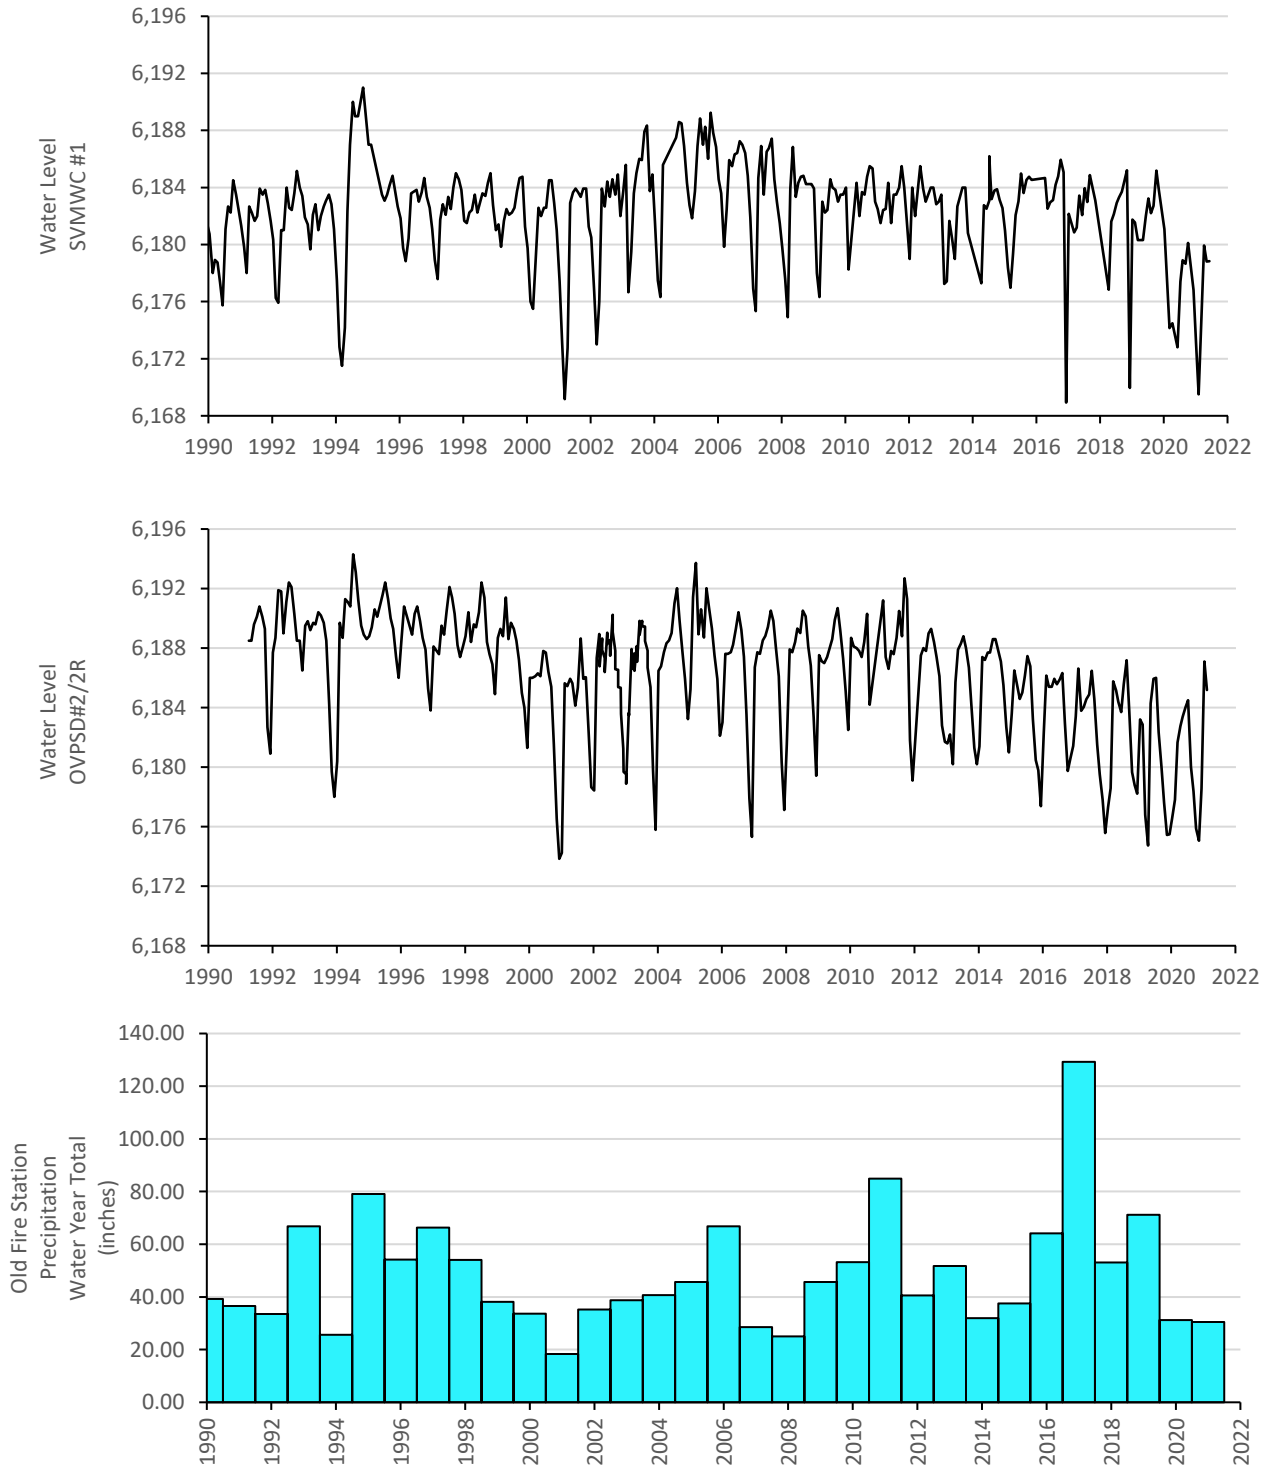 Water Level
SVMWC #1
6,196
6,192
6,188
6,184
6,180
6,176
6,172
6,168
1990 1992 1994 1996 1998 2000 2002 2004 2006 2008 2010 2012 2014 2016 2018 2020 2022
Water Level
OVPSD#2/2R
6,196
6,192
6,188
6,184
6,180
6,176
6,172
6,168
1990 1992 1994 1996 1998 2000 2002 2004 2006 2008 2010 2012 2014 2016 2018 2020 2022
Old Fire Station
Precipitation
Water Year Total
(inches)
140.00
120.00
100.00
80.00
60.00
40.00
20.00
0.00
1990 1992 1994 1996 1998 2000 2002 2004 2006 2008 2010 2012 2014 2016 2018 2020 2022